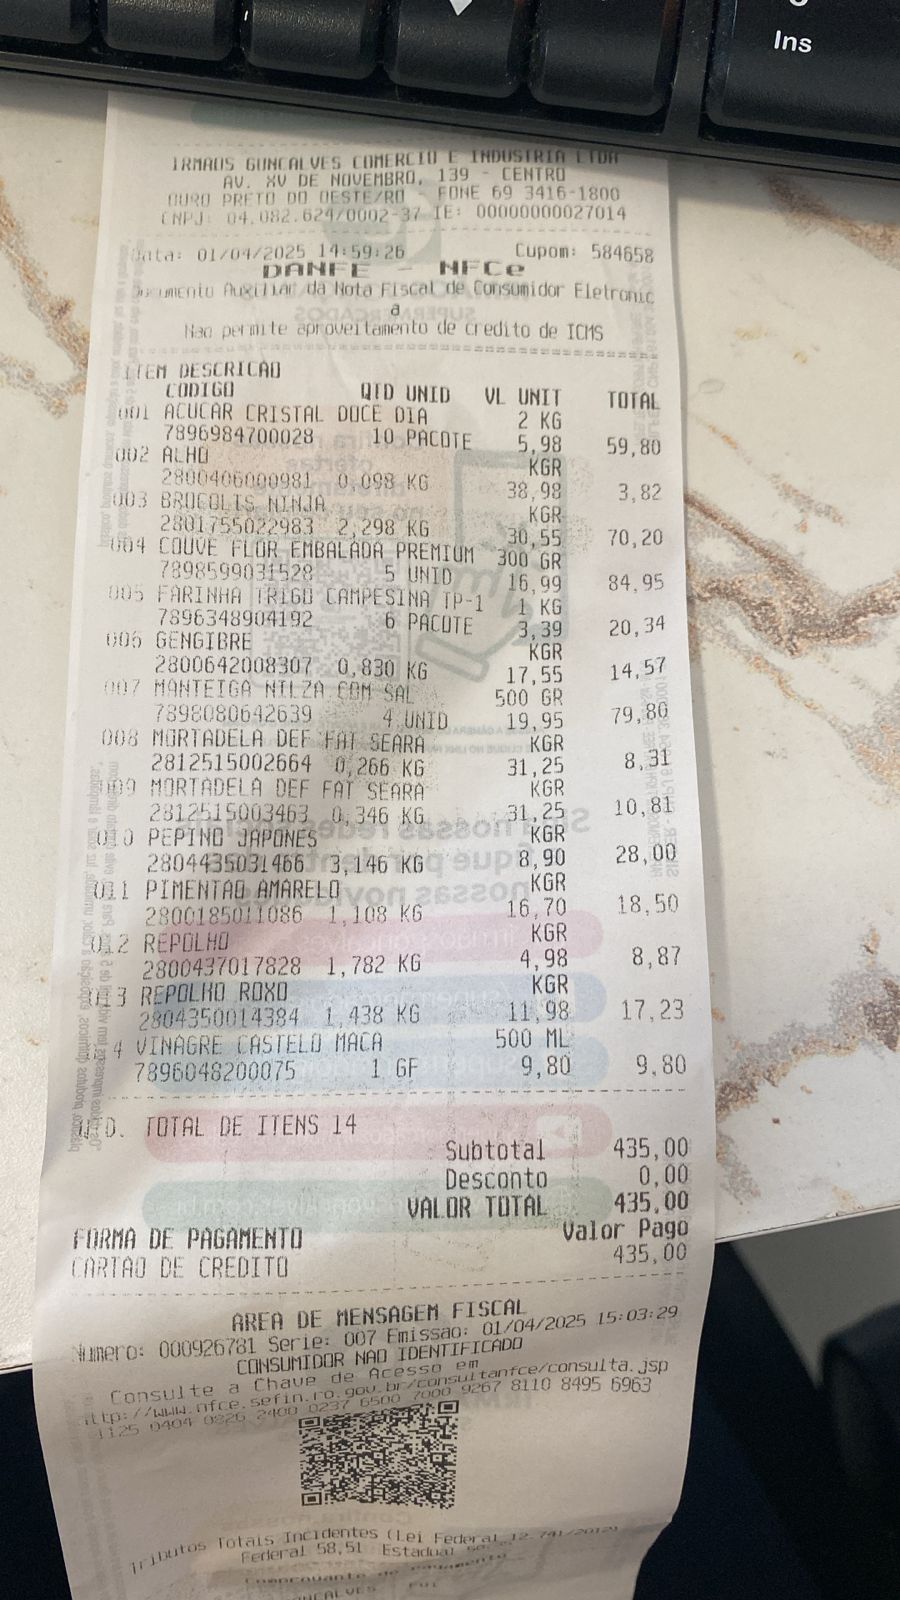 Ins
IRMAOS GONCALVES COMERCIO E INDUSTRIA LTDA
AV. XV DE NOVEMBRO, 139 - CENTRO
OURO PRETO DO OESTE/RO - FONE 69 3416-1800
CNPJ: 04.082.624/0002-37 IE: 00000000027014
Data: 01/04/2025 14:59:26 Cupom: 584658
DANFE - NFCe
Documento Auxiliar da Nota Fiscal de Consumidor Eletronic
a
Nao permite aproveitamento de credito de ICMS
ITEM DESCRICAO
CODIGO QTD UNID VL UNIT TOTAL
001 ACUCAR CRISTAL DOCE DIA 2 KG
7896984700028 10 PACOTE 5,98 59,80
002 ALHO KGR
2800406000981 0,098 KG 38,98 3,82
003 BROCOLIS NINJA KGR
2801755022983 2,298 KG 30,55 70,20
004 COUVE FLOR EMBALADA PREMIUM 300 GR
7898599031528 5 UNID 16,99 84,95
005 FARINHA TRIGO CAMPESINA TP-1 1 KG
7896348904192 6 PACOTE 3,39 20,34
006 GENGIBRE KGR
2800642008307 0,830 KG 17,55 14,57
007 MANTEIGA NILZA COM SAL 500 GR
7898080642639 4 UNID 19,95 79,80
008 MORTADELA DEF FAT SEARA KGR
2812515002664 0,266 KG 31,25 8,31
009 MORTADELA DEF FAT SEARA KGR
2812515003463 0,346 KG 31,25 10,81
010 PEPINO JAPONES KGR
2804435031466 3,146 KG 8,90 28,00
011 PIMENTAO AMARELO KGR
2800185011086 1,108 KG 16,70 18,50
012 REPOLHO KGR
2800437017828 1,782 KG 4,98 8,87
013 REPOLHO ROXO KGR
2804350014384 1,438 KG 11,98 17,23
4 VINAGRE CASTELO MACA 500 ML
7896048200075 1 GF 9,80 9,80
QTD. TOTAL DE ITENS 14
Subtotal 435,00
Desconto 0,00
VALOR TOTAL 435,00
FORMA DE PAGAMENTO Valor Pago
CARTAO DE CREDITO 435,00
AREA DE MENSAGEM FISCAL
Numero: 000926781 Serie: 007 Emissao: 01/04/2025 15:03:29
CONSUMIDOR NAO IDENTIFICADO
Consulte a Chave de Acesso em
http://www.nfce.sefin.ro.gov.br/consultanfce/consulta.jsp
1125 0404 0826 2400 0237 6500 7000 9267 8110 8495 6963
Tributos Totais Incidentes (Lei Federal 12.741/2012)
Federal 58,51 Estadual
Comprovante de pagamento
GONCALVES